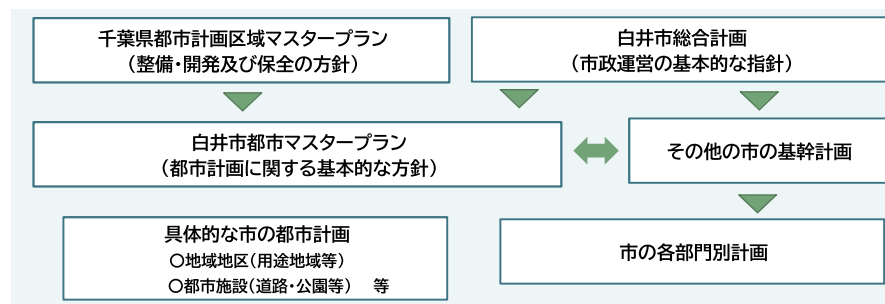 千葉県都市計画区域マスタープラン
（整備・開発及び保全の方針）
白井市総合計画
（市政運営の基本的な指針）
白井市都市マスタープラン
（都市計画に関する基本的な方針）
その他の市の基幹計画
具体的な市の都市計画
〇地域地区（用途地域等）
〇都市施設（道路・公園等）　等
市の各部門別計画